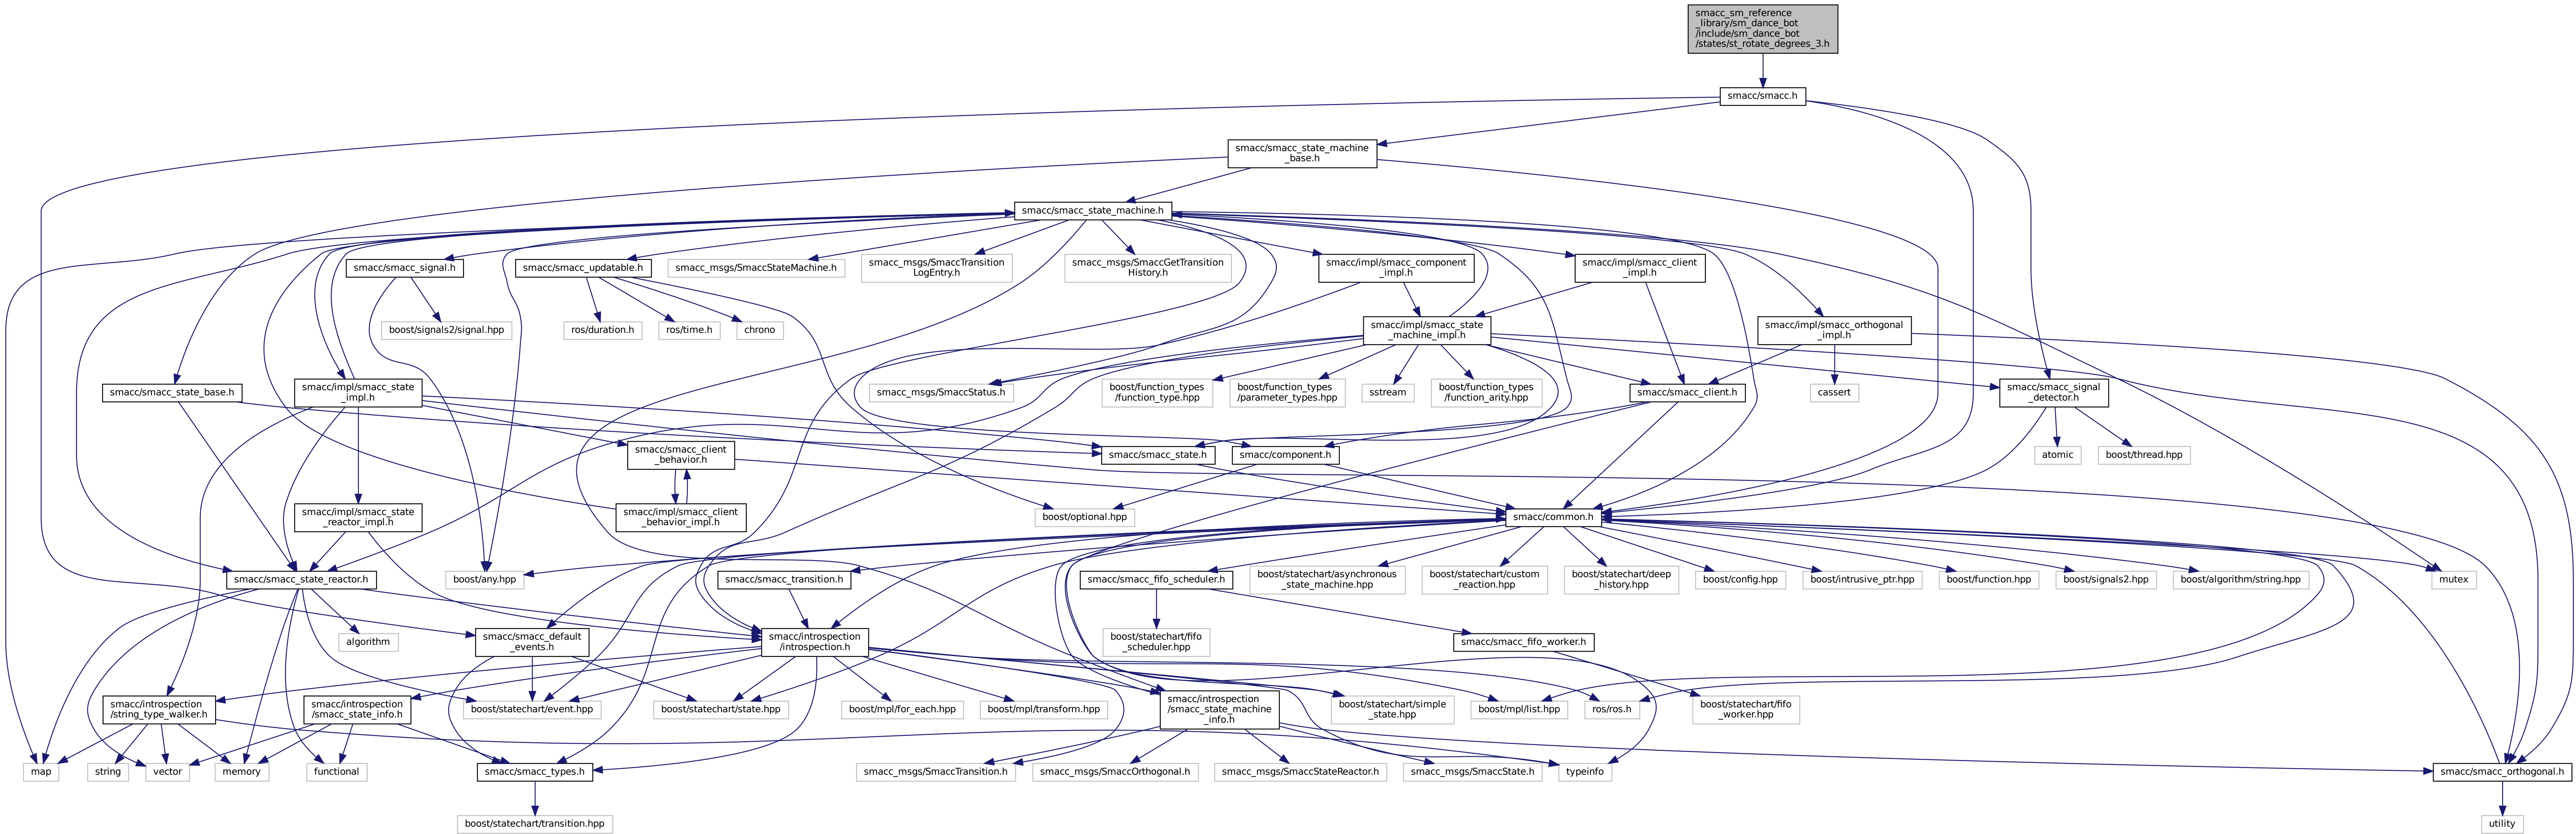 smacc_sm_reference
_library/sm_dance_bot
/include/sm_dance_bot
/states/st_rotate_degrees_3.h
smacc/smacc.h
smacc/smacc_state_machine
_base.h
smacc/smacc_state_machine.h
smacc/smacc_signal.h
smacc/smacc_updatable.h
smacc_msgs/SmaccStateMachine.h
smacc_msgs/SmaccTransition
LogEntry.h
smacc_msgs/SmaccGetTransition
History.h
smacc/impl/smacc_component
_impl.h
smacc/impl/smacc_client
_impl.h
boost/signals2/signal.hpp
ros/duration.h
ros/time.h
chrono
smacc/impl/smacc_state
_machine_impl.h
smacc/impl/smacc_orthogonal
_impl.h
smacc/smacc_state_base.h
smacc/impl/smacc_state
_impl.h
smacc_msgs/SmaccStatus.h
boost/function_types
/function_type.hpp
boost/function_types
/parameter_types.hpp
sstream
boost/function_types
/function_arity.hpp
smacc/smacc_client.h
cassert
smacc/smacc_signal
_detector.h
smacc/smacc_client
_behavior.h
smacc/smacc_state.h
smacc/component.h
atomic
boost/thread.hpp
smacc/impl/smacc_state
_reactor_impl.h
smacc/impl/smacc_client
_behavior_impl.h
boost/optional.hpp
smacc/common.h
smacc/smacc_state_reactor.h
boost/any.hpp
smacc/smacc_transition.h
smacc/smacc_fifo_scheduler.h
boost/statechart/asynchronous
_state_machine.hpp
boost/statechart/custom
_reaction.hpp
boost/statechart/deep
_history.hpp
boost/config.hpp
boost/intrusive_ptr.hpp
boost/function.hpp
boost/signals2.hpp
boost/algorithm/string.hpp
mutex
algorithm
smacc/smacc_default
_events.h
smacc/introspection
/introspection.h
boost/statechart/fifo
_scheduler.hpp
smacc/smacc_fifo_worker.h
smacc/introspection
/string_type_walker.h
smacc/introspection
/smacc_state_info.h
boost/statechart/event.hpp
boost/statechart/state.hpp
boost/mpl/for_each.hpp
boost/mpl/transform.hpp
smacc/introspection
/smacc_state_machine
_info.h
boost/statechart/simple
_state.hpp
boost/mpl/list.hpp
ros/ros.h
boost/statechart/fifo
_worker.hpp
map
string
vector
memory
functional
smacc/smacc_types.h
smacc_msgs/SmaccTransition.h
smacc_msgs/SmaccOrthogonal.h
smacc_msgs/SmaccStateReactor.h
smacc_msgs/SmaccState.h
typeinfo
smacc/smacc_orthogonal.h
boost/statechart/transition.hpp
utility